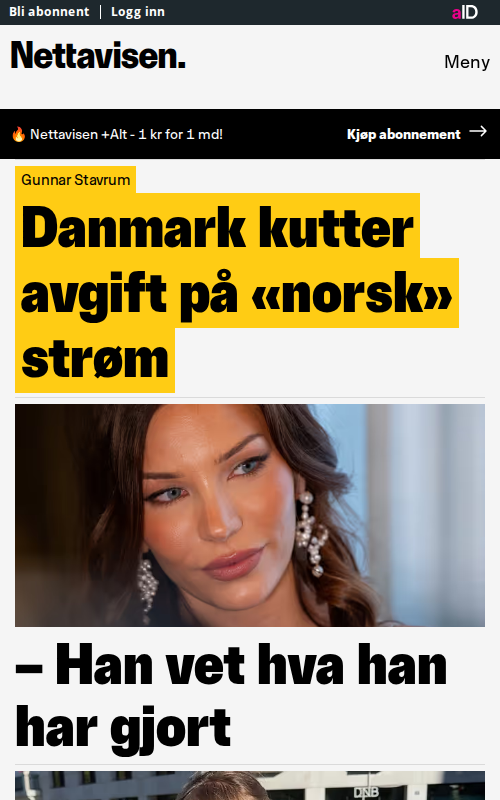 Bli abonnent | Logg inn
aID
Nettavisen.
Meny
🔥 Nettavisen +Alt - 1 kr for 1 md!
Kjøp abonnement →
Gunnar Stavrum
Danmark kutter
avgift på «norsk»
strøm
– Han vet hva han
har gjort
DNB